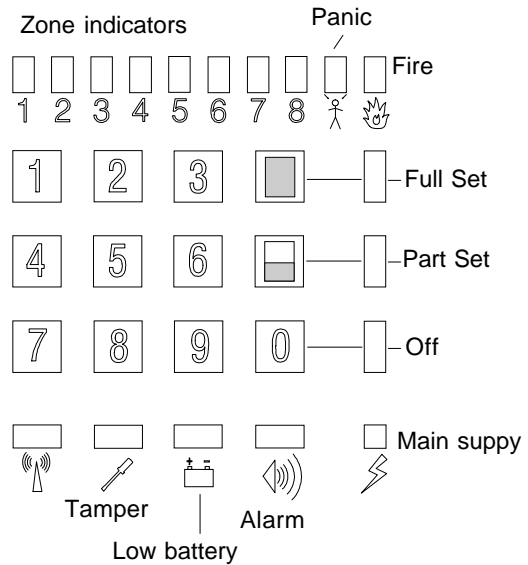 Panic
Zone indicators
Fire
1 2 3 4 5 6 7 8
1 2 3 Full Set
4 5 6 Part Set
7 8 9 0 Off
Main suppy
+ -
Tamper
Alarm
Low battery